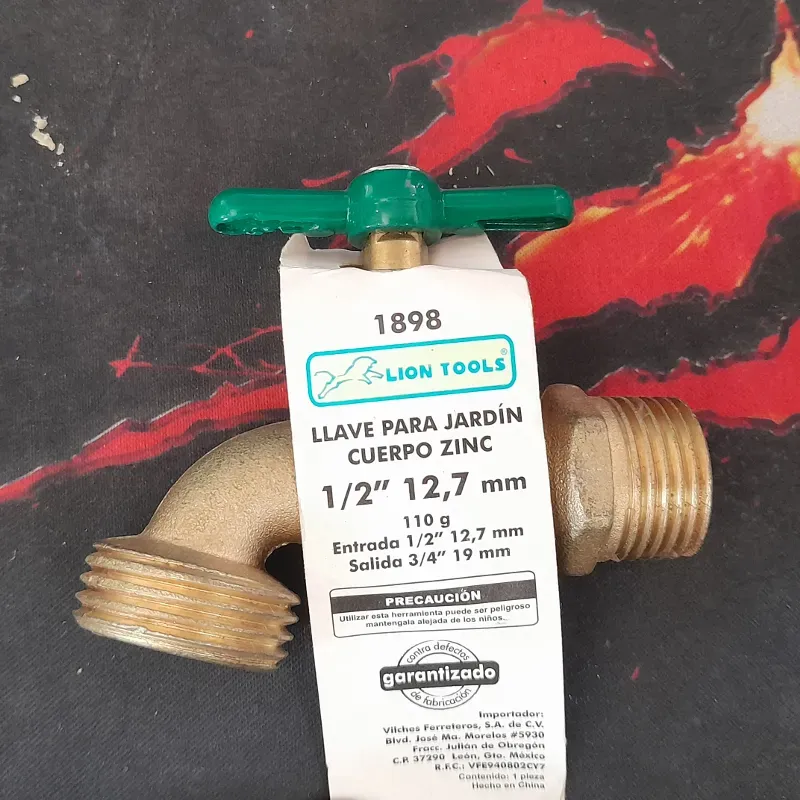 1898
LION TOOLS®
LLAVE PARA JARDÍN
CUERPO ZINC
1/2” 12,7 mm
110 g
Entrada 1/2” 12,7 mm
Salida 3/4” 19 mm
PRECAUCIÓN
Utilizar esta herramienta puede ser peligroso
mantengala alejada de los niños.
contra defectos
garantizado
de fabricación
Importador:
Vilches Ferreteros, S.A. de C.V.
Blvd. José Ma. Morelos #5930
Fracc. Julián de Obregón
C.P. 37290 León, Gto. México
R.F.C.: VFE940802CY7
Contenido: 1 pieza
Hecho en China